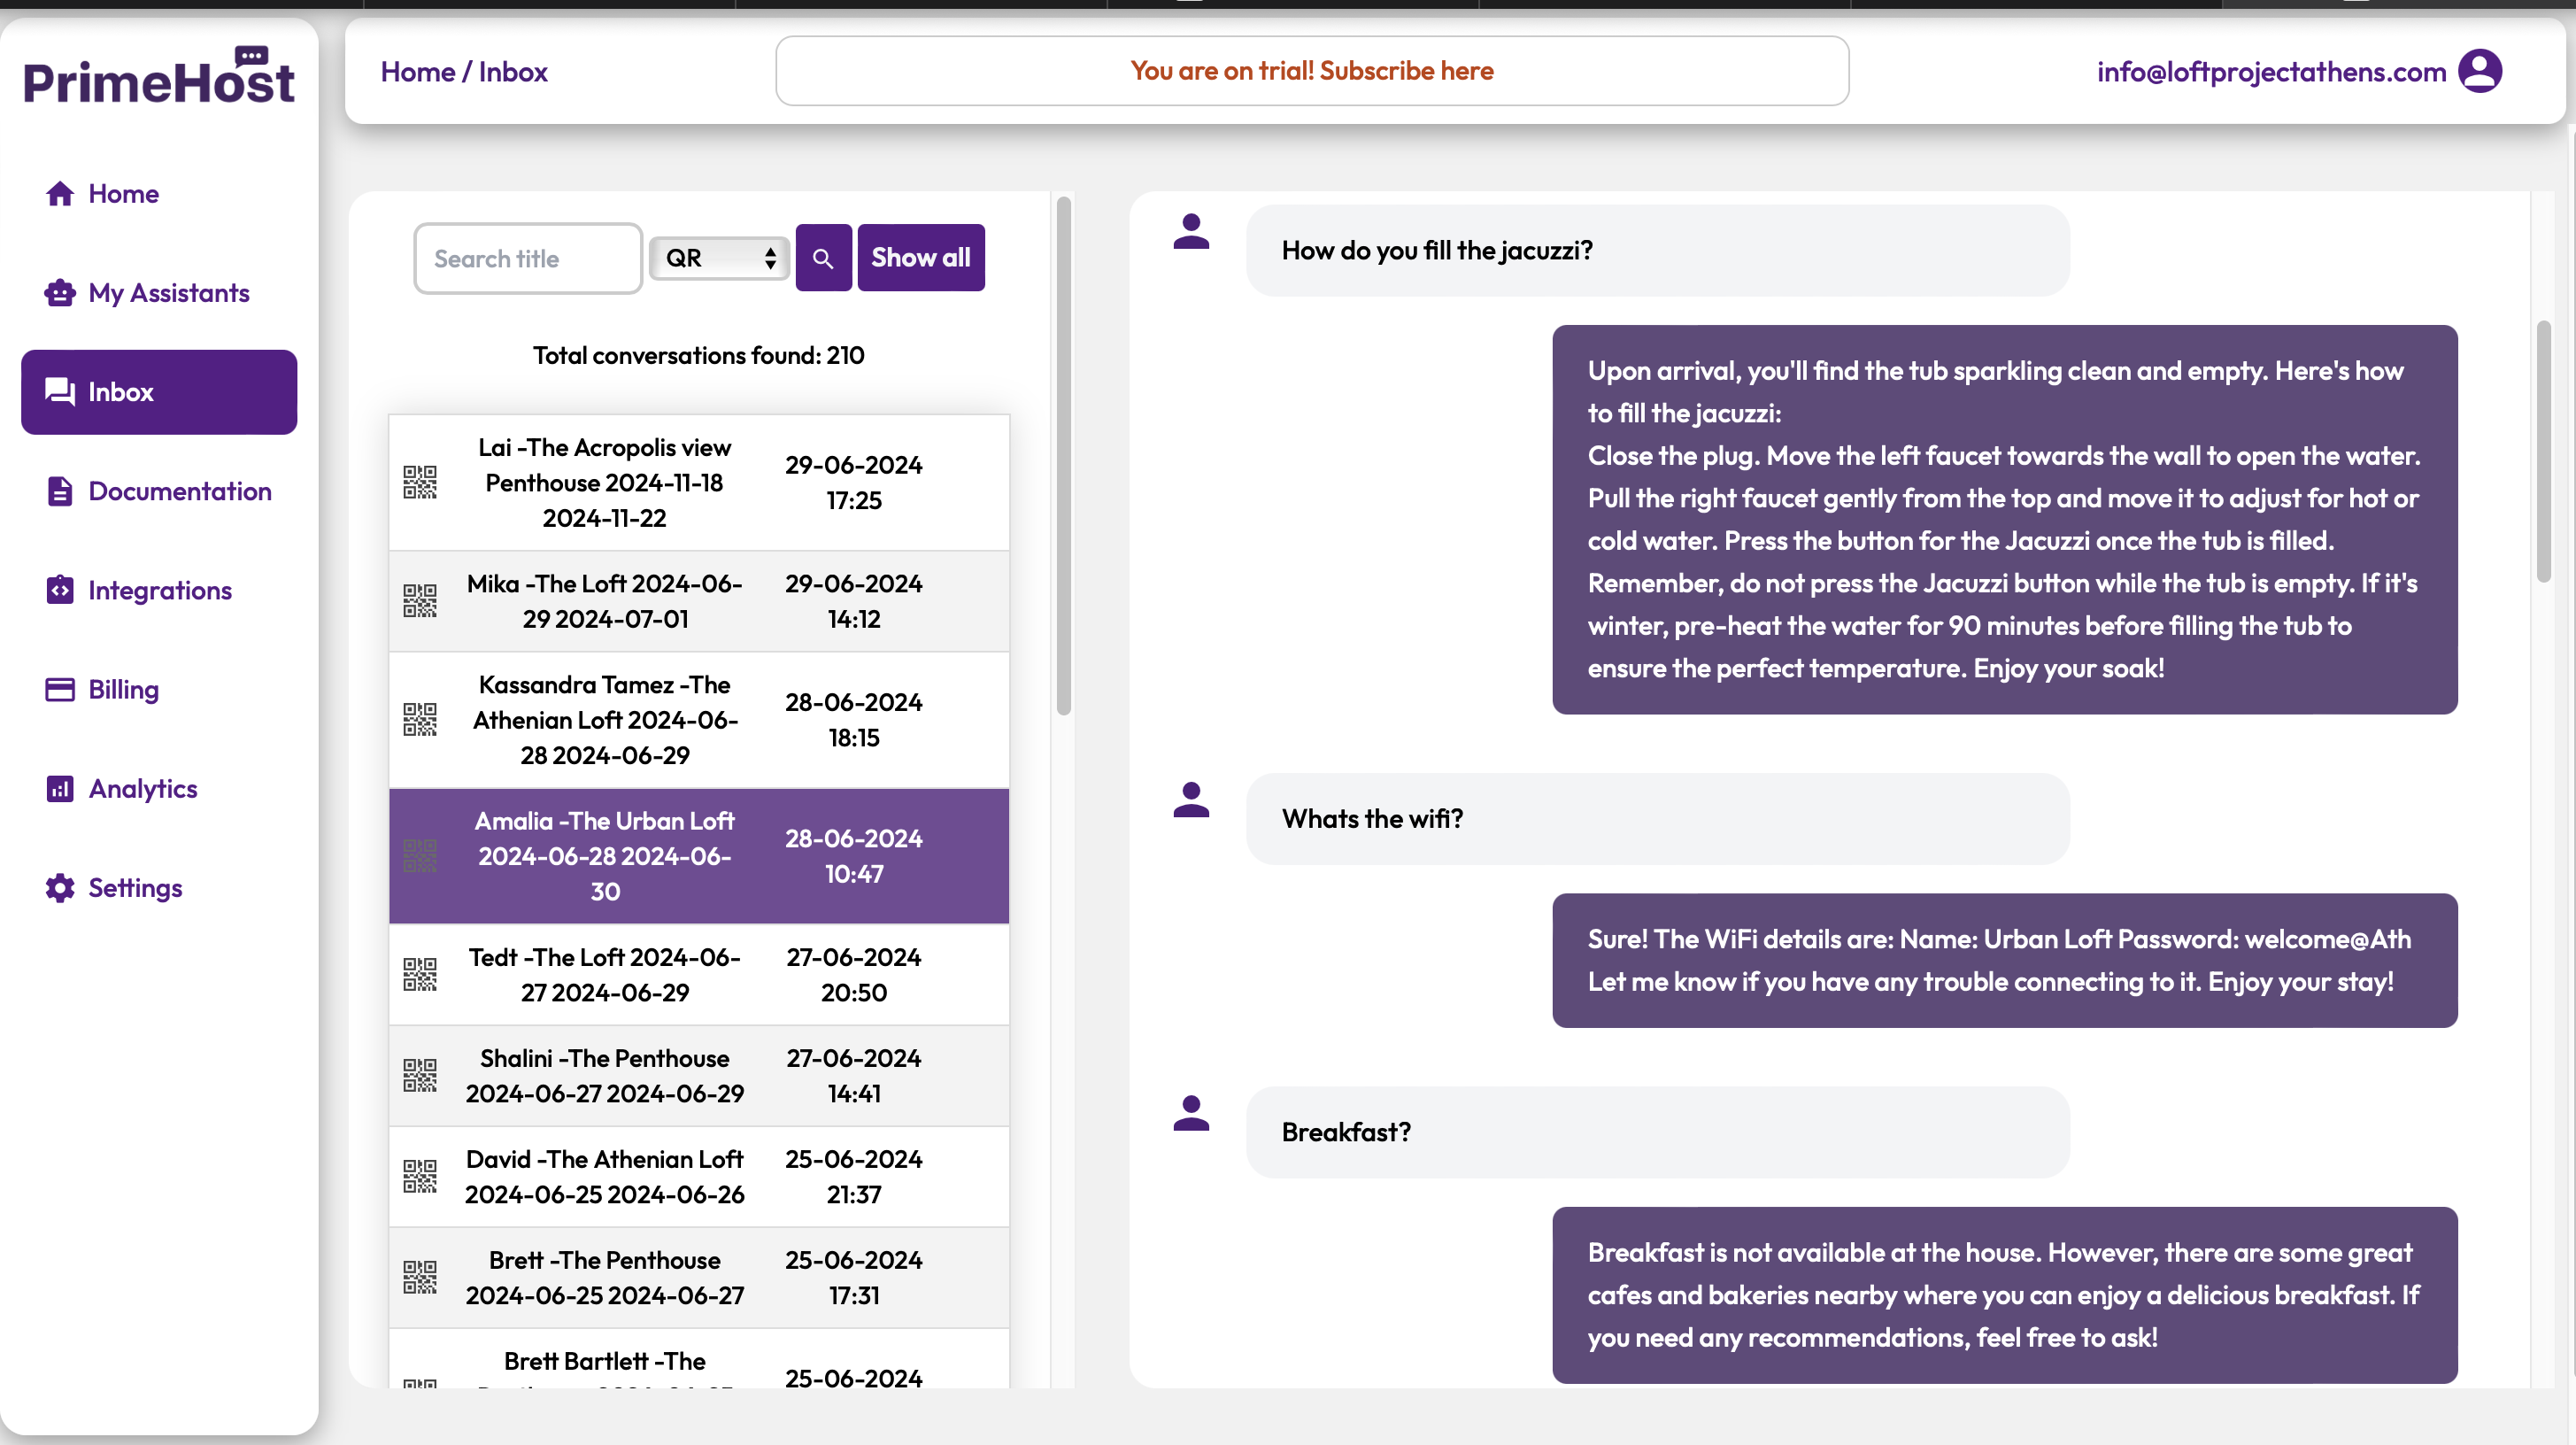 PrimeHost
Home
My Assistants
Inbox
Documentation
Integrations
Billing
Analytics
Settings
Home / Inbox
You are on trial! Subscribe here
info@loftprojectathens.com
Search title
QR
Show all
Total conversations found: 210
Lai -The Acropolis view
Penthouse 2024-11-18
2024-11-22
29-06-2024
17:25
Mika -The Loft 2024-06-
29 2024-07-01
29-06-2024
14:12
Kassandra Tamez -The
Athenian Loft 2024-06-
28 2024-06-29
28-06-2024
18:15
Amalia -The Urban Loft
2024-06-28 2024-06-
30
28-06-2024
10:47
Tedt -The Loft 2024-06-
27 2024-06-29
27-06-2024
20:50
Shalini -The Penthouse
2024-06-27 2024-06-29
27-06-2024
14:41
David -The Athenian Loft
2024-06-25 2024-06-26
25-06-2024
21:37
Brett -The Penthouse
2024-06-25 2024-06-27
25-06-2024
17:31
Brett Bartlett -The
25-06-2024
How do you fill the jacuzzi?
Upon arrival, you'll find the tub sparkling clean and empty. Here's how
to fill the jacuzzi:
Close the plug. Move the left faucet towards the wall to open the water.
Pull the right faucet gently from the top and move it to adjust for hot or
cold water. Press the button for the Jacuzzi once the tub is filled.
Remember, do not press the Jacuzzi button while the tub is empty. If it's
winter, pre-heat the water for 90 minutes before filling the tub to
ensure the perfect temperature. Enjoy your soak!
Whats the wifi?
Sure! The WiFi details are: Name: Urban Loft Password: welcome@Ath
Let me know if you have any trouble connecting to it. Enjoy your stay!
Breakfast?
Breakfast is not available at the house. However, there are some great
cafes and bakeries nearby where you can enjoy a delicious breakfast. If
you need any recommendations, feel free to ask!